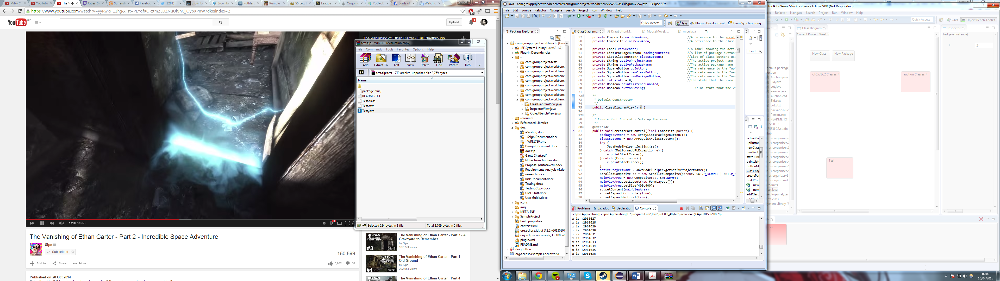 Milky C
YouTube
The V
Cities: S
Surrend
Facebook
(1281) T
Brownb
Brownb
Ruthless
Rumble
S5 Lets
League
Ongoing
YoGPoD
Lords of
Watch c
Ashhad
https://www.youtube.com/watch?v=yyRw-x_11hg&list=PLYqfXQ-ztmZLUZNuUhInCjjQypXPnW7dk&index=2
YouTube GB
Upload
4
The Vanishing of Ethan Carter - Full Playthrough
17:00 / 36:53
The Vanishing of Ethan Carter - Part 2 - Incredible Space Adventure
Sips
Subscribed
150,599
Add to
Share
More
5,902
34
Published on 20 Oct 2014
SIPS PLAYS
#3
32:12
The Vanishing of Ethan Carter - Part 3 - A Graveyard to Remember
by Sips
107,774 views
SIPS PLAYS
#1
32:39
The Vanishing of Ethan Carter - Part 1 - Old Ground
by Sips
202,951 views
The Vanishing of Ethan Carter - Part 4 -
test.zip - WinRAR (evaluation copy)
File Commands Tools Favorites Options Help
Add
Extract To
Test
View
Delete
Find
Wizard
Info
V
test.zip\test - ZIP archive, unpacked size 2,769 bytes
Name
..
package.bluej
README.TXT
Test.class
Test.ctxt
Test.java
Selected 624 bytes in 1 file
Total 2,769 bytes in 5 files
Java - com.groupproject.workbench/src/com/groupproject/workbench/views/ClassDiagramView.java - Eclipse SDK
File Edit Source Refactor Navigate Search Project Run Window Help
Quick Access
Java
Plug-in Development
Team Synchronizing
Package Explorer
com.groupproject.workbench
JRE System Library [JavaSE-1.7]
Plug-in Dependencies
src
com.groupproject.tests
com.groupproject.workbenc
com.groupproject.workbenc
com.groupproject.workbenc
com.groupproject.workbenc
com.groupproject.workbenc
com.groupproject.workbenc
com.groupproject.workbenc
com.groupproject.workbenc
ClassDiagramView.java
InspectorView.java
ObjectBenchView.java
resources
Referenced Libraries
doc
~$esting.docx
~$sign Document.docx
~WRL1780.tmp
Design Document.docx
doc.zip
Gantt Chart.pdf
Notes from Andrew.docx
Proposal (Autosaved).docx
Requirements Analysis v3.do
research.docx
Risk Document.docx
Testing.docx
TestingCopy.docx
UML Stuff.docx
User Guide.docx
icons
img
META-INF
SampleProject
build.properties
contexts.xml
org.eclipse.jdt.ui_3.8.2.v20130107
org.eclipse.ui.console_3.5.100.v2
plugin.xml
README.md
dragButton
org.eclipse.examples.helloworld
ClassDiagram...
DragButtonM...
MouseMoveLi...
mice.java
57 private Composite mainViewArea; //A reference to the scrol
58 private Composite classViewArea; //A reference to the class
59
60 private Label viewHeader; //A label showing the acti
61 private List<PackageButton> packageButtons; //A list of package button
62 private List<ClassButton> classButtons; //List of class buttons use
63 private String activeProjectName; //The active project name
64 private String activePackageName; //The active package name
65 private SquareButton upButton; //The reference to the "up"
66 private SquareButton newClassButton; //The reference to the "new
67 private SquareButton newPackageButton; //The reference to the "new
68 private int state = 0; //The state that the view i
69 private Boolean paintListenerEnabled;
70 private Boolean buttonMoving; //The state that the vi
71
72 /*
73 * Default Constructor
74 */
75 public ClassDiagramView() { }
76
77 /*
78 * Create Part Control - Sets up the view.
79 */
80 @Override
81 public void createPartControl(final Composite parent) {
82 packageButtons = new ArrayList<PackageButton>();
83 classButtons = new ArrayList<ClassButton>();
84 try {
85 JavaModelHelper.Initialise();
86 } catch (MalformedURLException e) {
87 e.printStackTrace();
88 } catch (Exception e) {
89 e.printStackTrace();
90 }
91 activeProjectName = JavaModelHelper.getActiveProjectName();
92 ScrolledComposite sc = new ScrolledComposite(parent, SWT.H_SCROLL | SWT.V_S
93 mainViewArea = new Composite(sc, SWT.NONE);
94 mainViewArea.setLayout(new FormLayout());
95 mainViewArea.setSize(400,400);
96 sc.setContent(mainViewArea);
97 sc.setExpandHorizontal(true);
98 sc.setExpandVertical(true);
Find
activePac
upButton
newClass
newPack
state : int
paintListe
buttonM
ClassDiag
createPar
buildCon
new
new
addClass
Problems
Javadoc
Declaration
Console
Eclipse Application [Eclipse Application] C:\Program Files\Java\jre1.8.0_40\bin\javaw.exe (9 Apr 2015 22:08:28)
x is :2961627
x is :2961628
x is :2961629
x is :2961630
x is :2961631
x is :2961632
x is :2961633
x is :2961634
x is :2961635
x is :2961636
Toolkit - Week 5/src/Test.java - Eclipse SDK (Not Responding)
Refactor Navigate Search Project Run Window Help
Quick Access
Java
Object Bench Toolkit
Class Diagram
Current Project: Week 5
New Class
New Package
CF5531C2 Classes: 4
auction Classes: 4
Test
Inspector
Test.java(Instance)
x
5
default package)
uction
Auction.java
Bid.java
Lot.java
Person.java
Auction.ctxt
Bid.ctxt
Lot.ctxt
package.bluej
Person.ctxt
README.TXT
F5531C2
F5531C2.audio
lub
usicorganizerv2
usicorganizerv3
usicorganizerv3
usicorganizerv4
usicorganizerv4
usicorganizerv5
usicorganizerv5
usicorganizerv1
usicorganizerv1.
roducts
est.java
eblog-analyzer
est.class
ystem Library [J
02:02
10/04/2015